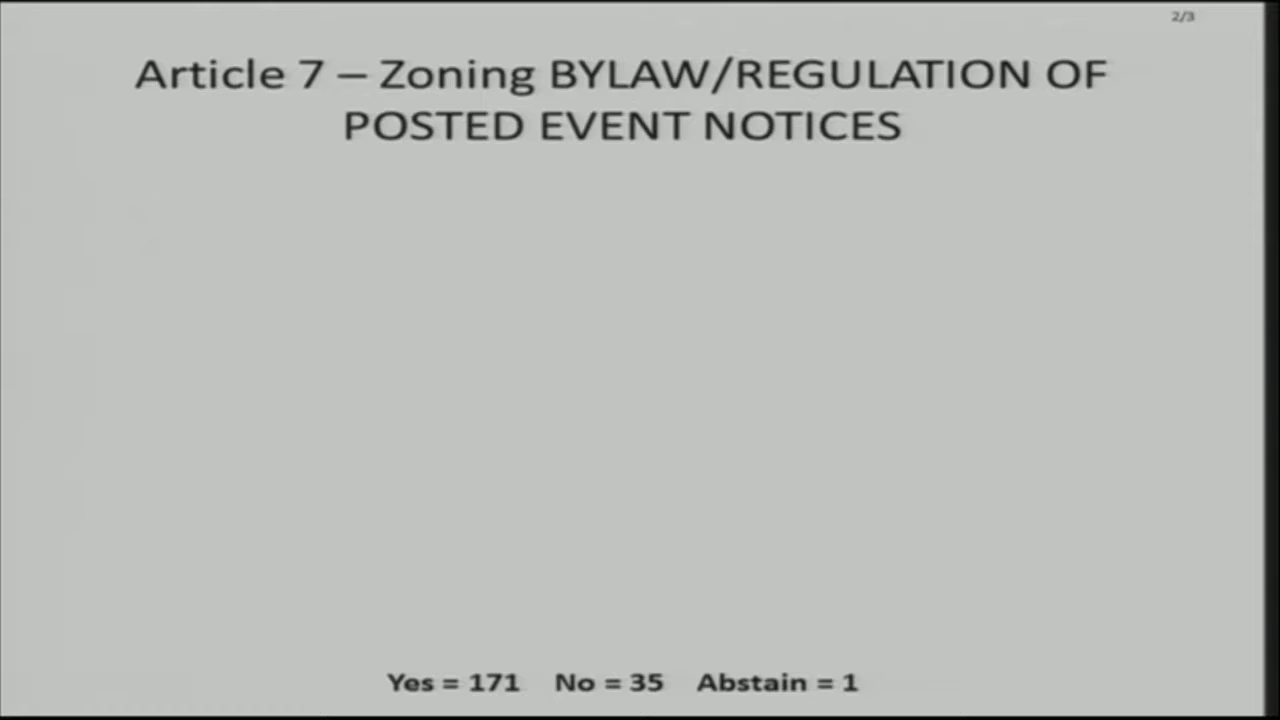 2/3
Article 7 – Zoning BYLAW/REGULATION OF
POSTED EVENT NOTICES
Yes = 171 No = 35 Abstain = 1